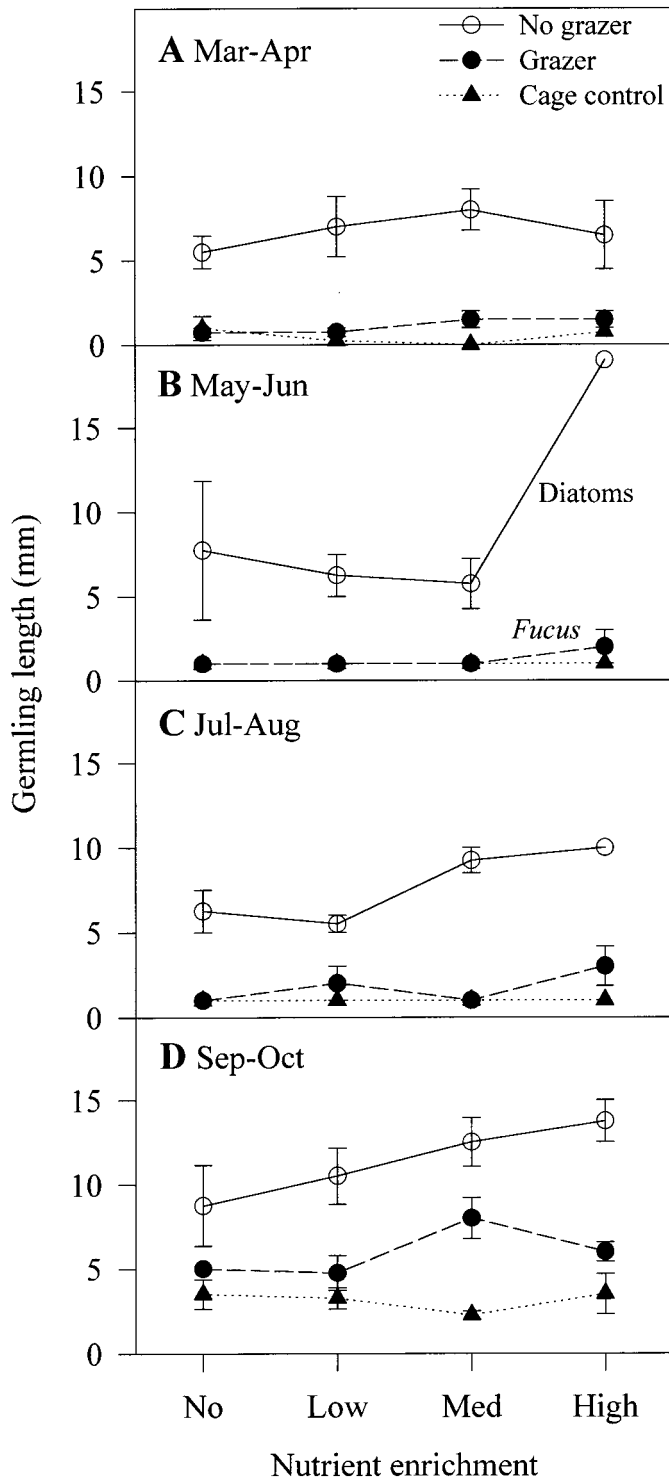 A Mar-Apr
No grazer
Grazer
Cage control
15
10
5
0
B May-Jun
Diatoms
Fucus
15
10
5
0
C Jul-Aug
15
10
5
0
D Sep-Oct
15
10
5
0
Germling length (mm)
No Low Med High
Nutrient enrichment